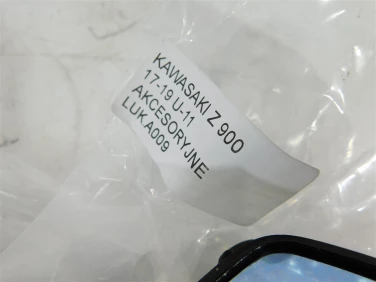 KAWASAKI Z 900
17-19 U-11
AKCESORYJNE
LUK A009